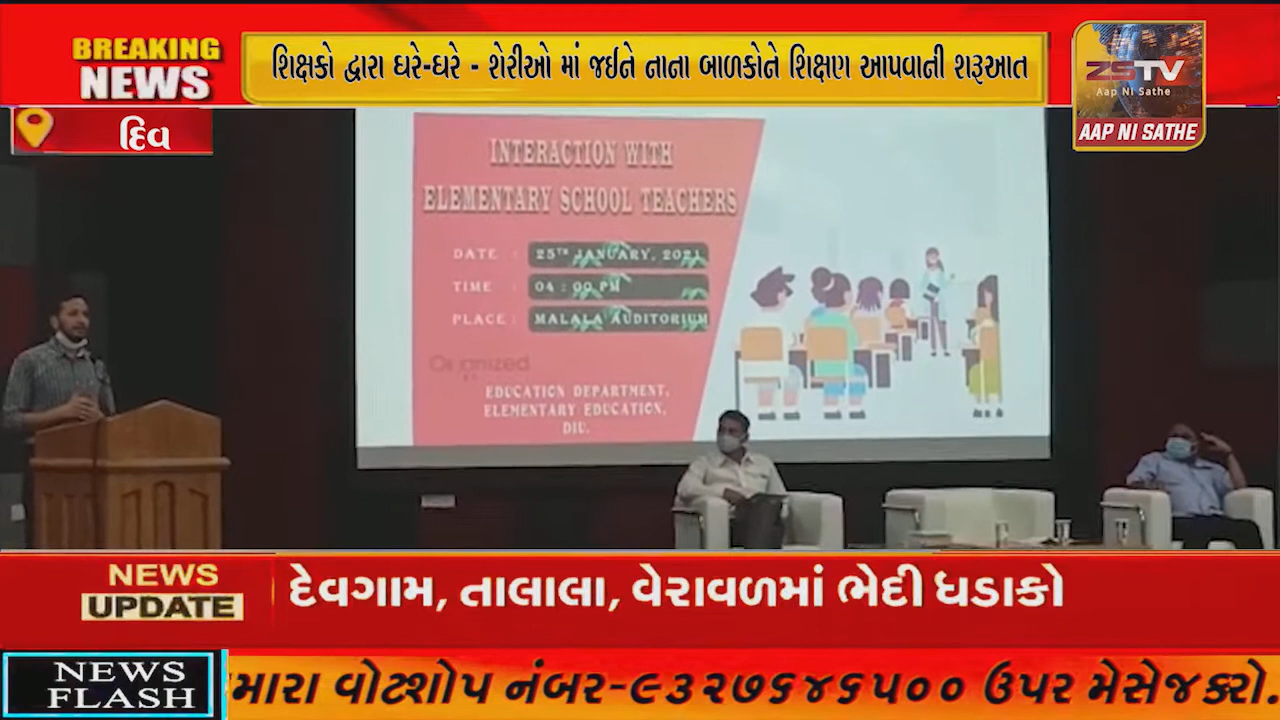 BREAKING
NEWS
શિક્ષકો દ્વારા ઘરે-ઘરે - શેરીઓ માં જઈને નાના બાળકોને શિક્ષણ આપવાની શરૂઆત
ZSTV
Aap Ni Sathe
AAP NI SATHE
દિવ
INTERACTION WITH
ELEMENTARY SCHOOL TEACHERS
DATE : 25TH JANUARY, 2021
TIME : 04 : 00 PM
PLACE : MALALA AUDITORIUM
Organized
EDUCATION DEPARTMENT,
ELEMENTARY EDUCATION,
DIU.
NEWS
UPDATE
દેવગામ, તાલાલા, વેરાવળમાં ભેદી ધડાકો
NEWS
FLASH
મારા વોટશોપ નંબર-૯૩૨૭૬૪૬૫૦૦ ઉપર મેસેજ કરો.